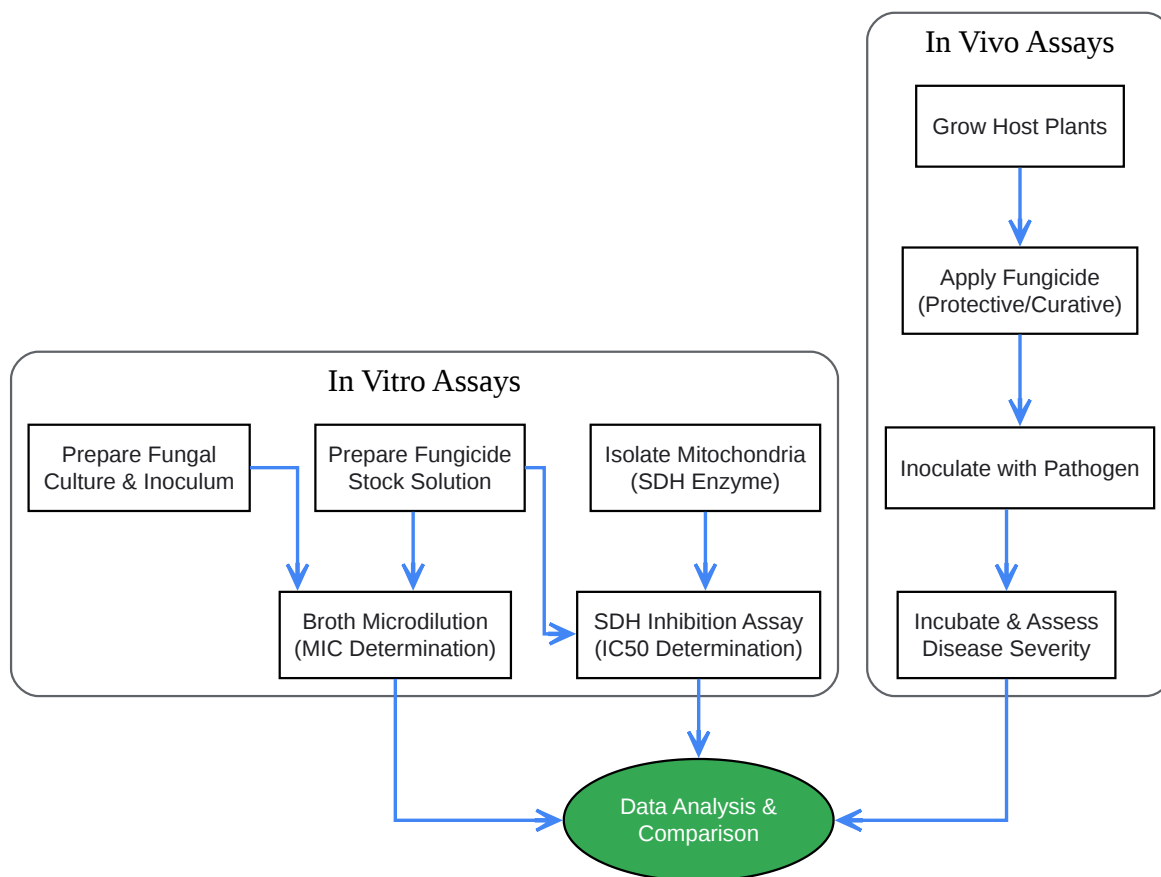 In Vivo Assays
Grow Host Plants
Apply Fungicide
(Protective/Curative)
Inoculate with Pathogen
Incubate & Assess
Disease Severity
In Vitro Assays
Prepare Fungal
Culture & Inoculum
Prepare Fungicide
Stock Solution
Isolate Mitochondria
(SDH Enzyme)
Broth Microdilution
(MIC Determination)
SDH Inhibition Assay
(IC50 Determination)
Data Analysis &
Comparison